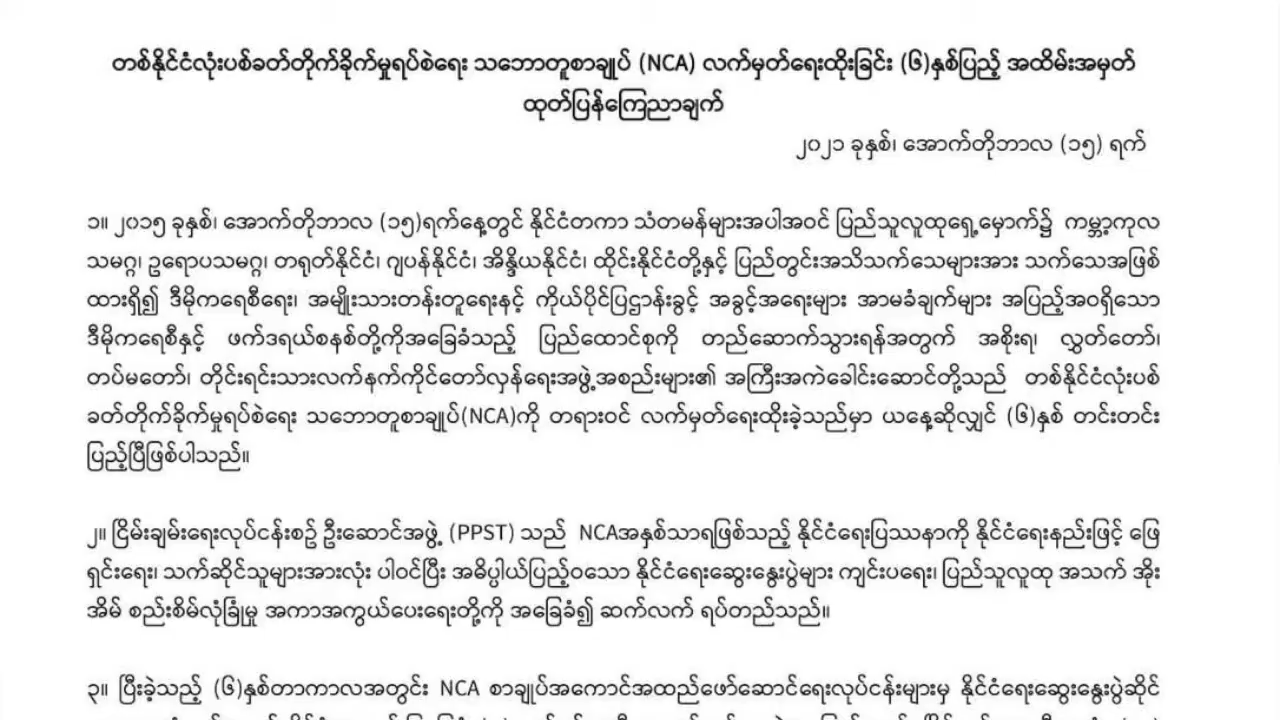 တစ်နိုင်ငံလုံးပစ်ခတ်တိုက်ခိုက်မှုရပ်စဲရေး သဘောတူစာချုပ် (NCA) လက်မှတ်ရေးထိုးခြင်း (၆)နှစ်ပြည့် အထိမ်းအမှတ်
ထုတ်ပြန်ကြေညာချက်
၂၀၂၁ ခုနှစ်၊ အောက်တိုဘာလ (၁၅) ရက်
၁။ ၂၀၁၅ ခုနှစ်၊ အောက်တိုဘာလ (၁၅)ရက်နေ့တွင် နိုင်ငံတကာ သံတမန်များအပါအဝင် ပြည်သူလူထုရှေ့မှောက်၌ ကမ္ဘာ့ကုလ
သမဂ္ဂ၊ ဥရောပသမဂ္ဂ၊ တရုတ်နိုင်ငံ၊ ဂျပန်နိုင်ငံ၊ အိန္ဒိယနိုင်ငံ၊ ထိုင်းနိုင်ငံတို့နှင့် ပြည်တွင်းအသိသက်သေများအား သက်သေအဖြစ်
ထားရှိ၍ ဒီမိုကရေစီရေး၊ အမျိုးသားတန်းတူရေးနှင့် ကိုယ်ပိုင်ပြဌာန်းခွင့် အခွင့်အရေးများ အာမခံချက်များ အပြည့်အဝရှိသော
ဒီမိုကရေစီနှင့် ဖက်ဒရယ်စနစ်တို့ကိုအခြေခံသည့် ပြည်ထောင်စုကို တည်ဆောက်သွားရန်အတွက် အစိုးရ၊ လွှတ်တော်၊
တပ်မတော်၊ တိုင်းရင်းသားလက်နက်ကိုင်တော်လှန်ရေးအဖွဲ့အစည်းများ၏ အကြီးအကဲခေါင်းဆောင်တို့သည် တစ်နိုင်ငံလုံးပစ်
ခတ်တိုက်ခိုက်မှုရပ်စဲရေး သဘောတူစာချုပ်(NCA)ကို တရားဝင် လက်မှတ်ရေးထိုးခဲ့သည်မှာ ယနေ့ဆိုလျှင် (၆)နှစ် တင်းတင်း
ပြည့်ပြီဖြစ်ပါသည်။
၂။ ငြိမ်းချမ်းရေးလုပ်ငန်းစဉ် ဦးဆောင်အဖွဲ့ (PPST) သည် NCAအနှစ်သာရဖြစ်သည့် နိုင်ငံရေးပြဿနာကို နိုင်ငံရေးနည်းဖြင့် ဖြေ
ရှင်းရေး၊ သက်ဆိုင်သူများအားလုံး ပါဝင်ပြီး အဓိပ္ပါယ်ပြည့်ဝသော နိုင်ငံရေးဆွေးနွေးပွဲများ ကျင်းပရေး၊ ပြည်သူလူထု အသက် အိုး
အိမ် စည်းစိမ်လုံခြုံမှု အကာအကွယ်ပေးရေးတို့ကို အခြေခံ၍ ဆက်လက် ရပ်တည်သည်။
၃။ ပြီးခဲ့သည့် (၆)နှစ်တာကာလအတွင်း NCA စာချုပ်အကောင်အထည်ဖော်ဆောင်ရေးလုပ်ငန်းများမှ နိုင်ငံရေးဆွေးနွေးပွဲဆိုင်